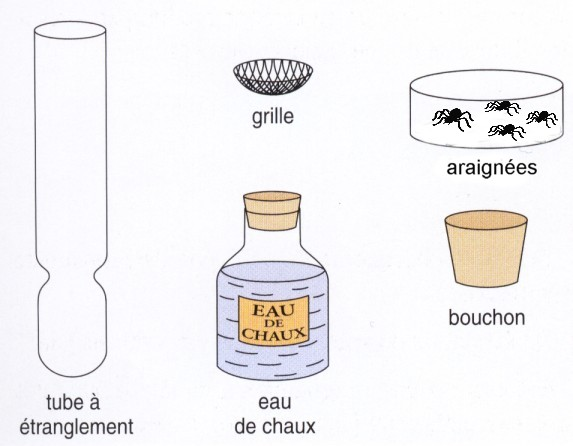 grille
araignées
EAU
DE
CHAUX
bouchon
tube à
étranglement
eau
de chaux